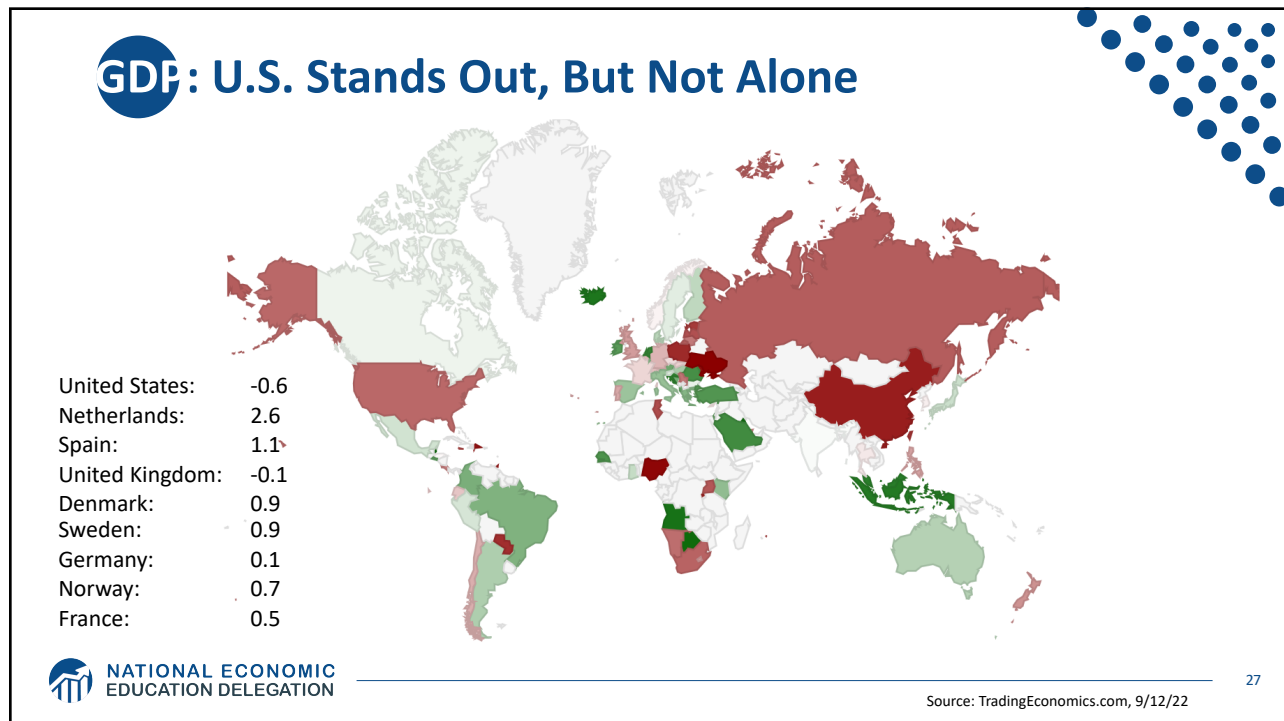 GDP: U.S. Stands Out, But Not Alone
United States: -0.6
Netherlands: 2.6
Spain: 1.1
United Kingdom: -0.1
Denmark: 0.9
Sweden: 0.9
Germany: 0.1
Norway: 0.7
France: 0.5
NATIONAL ECONOMIC
EDUCATION DELEGATION
27
Source: TradingEconomics.com, 9/12/22